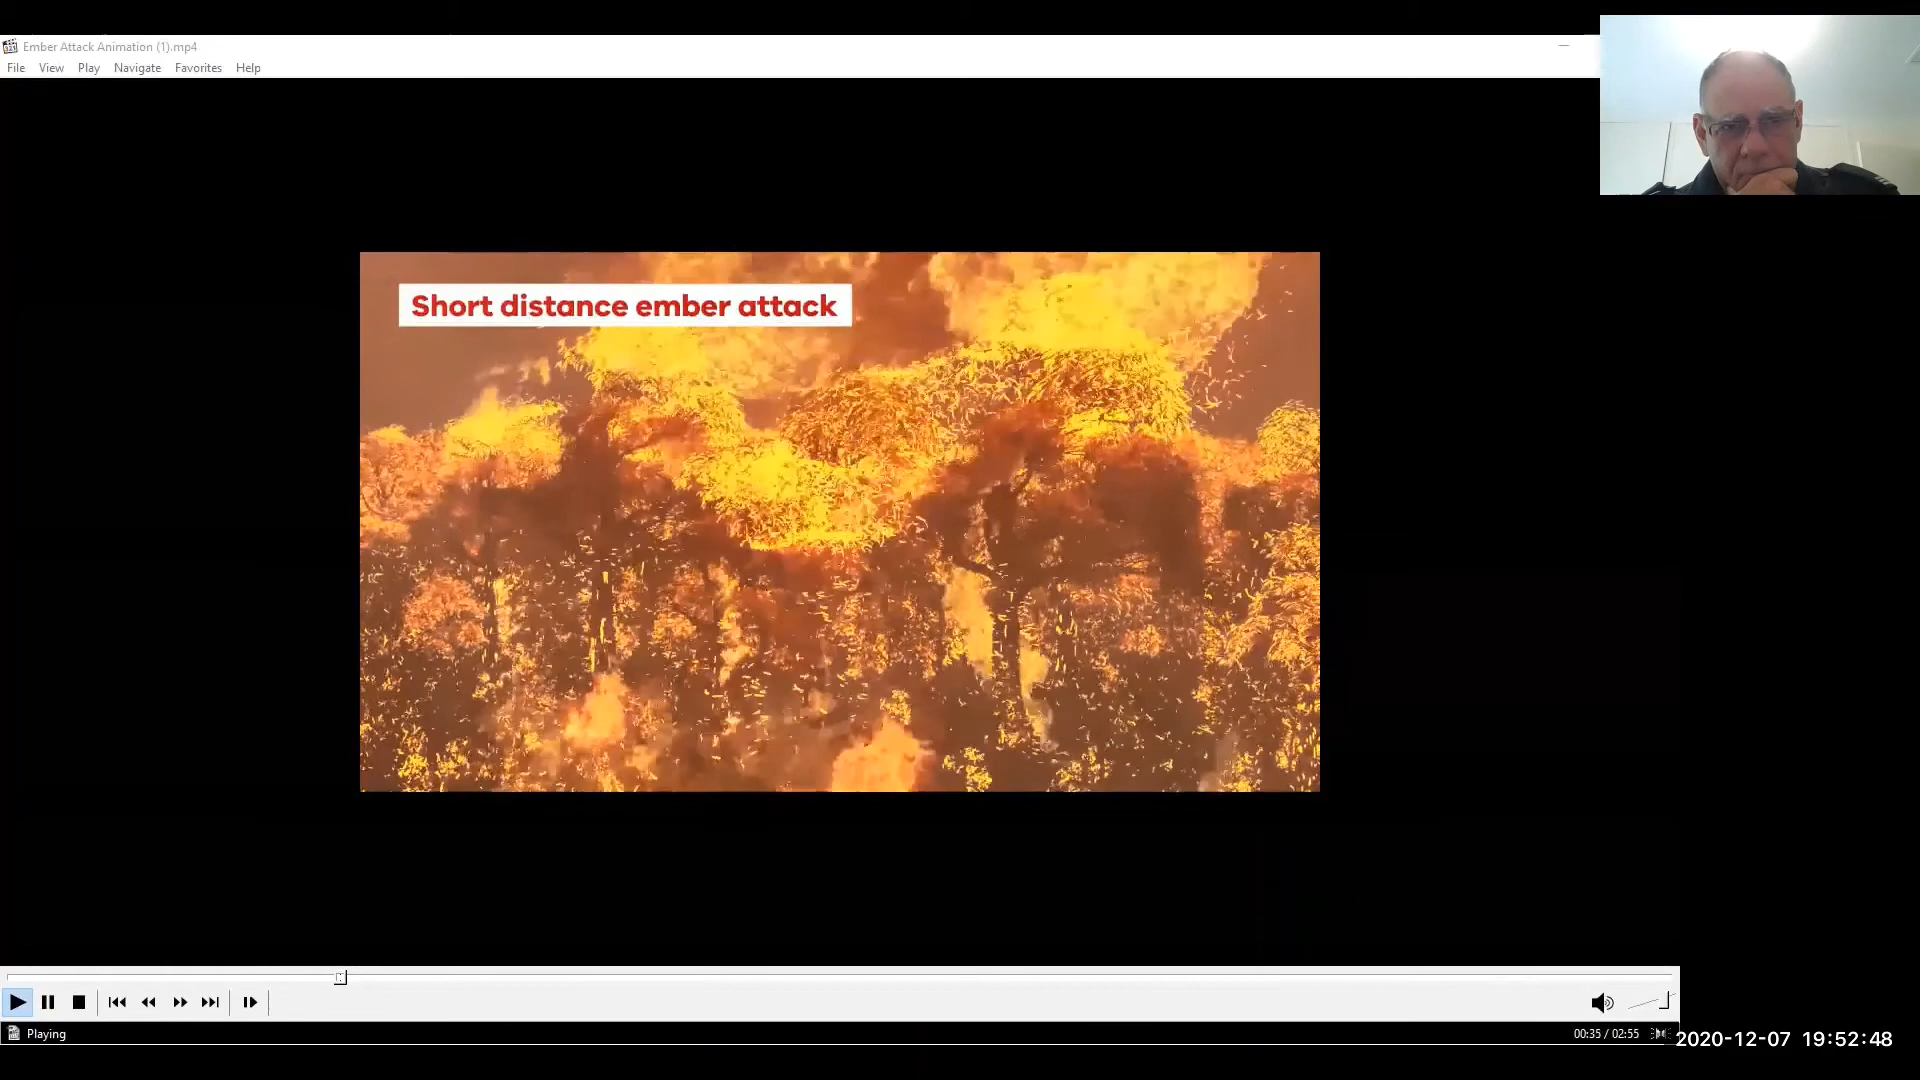 Ember Attack Animation (1).mp4
File View Play Navigate Favorites Help
Short distance ember attack
Playing
00:35 / 02:55
2020-12-07 19:52:48